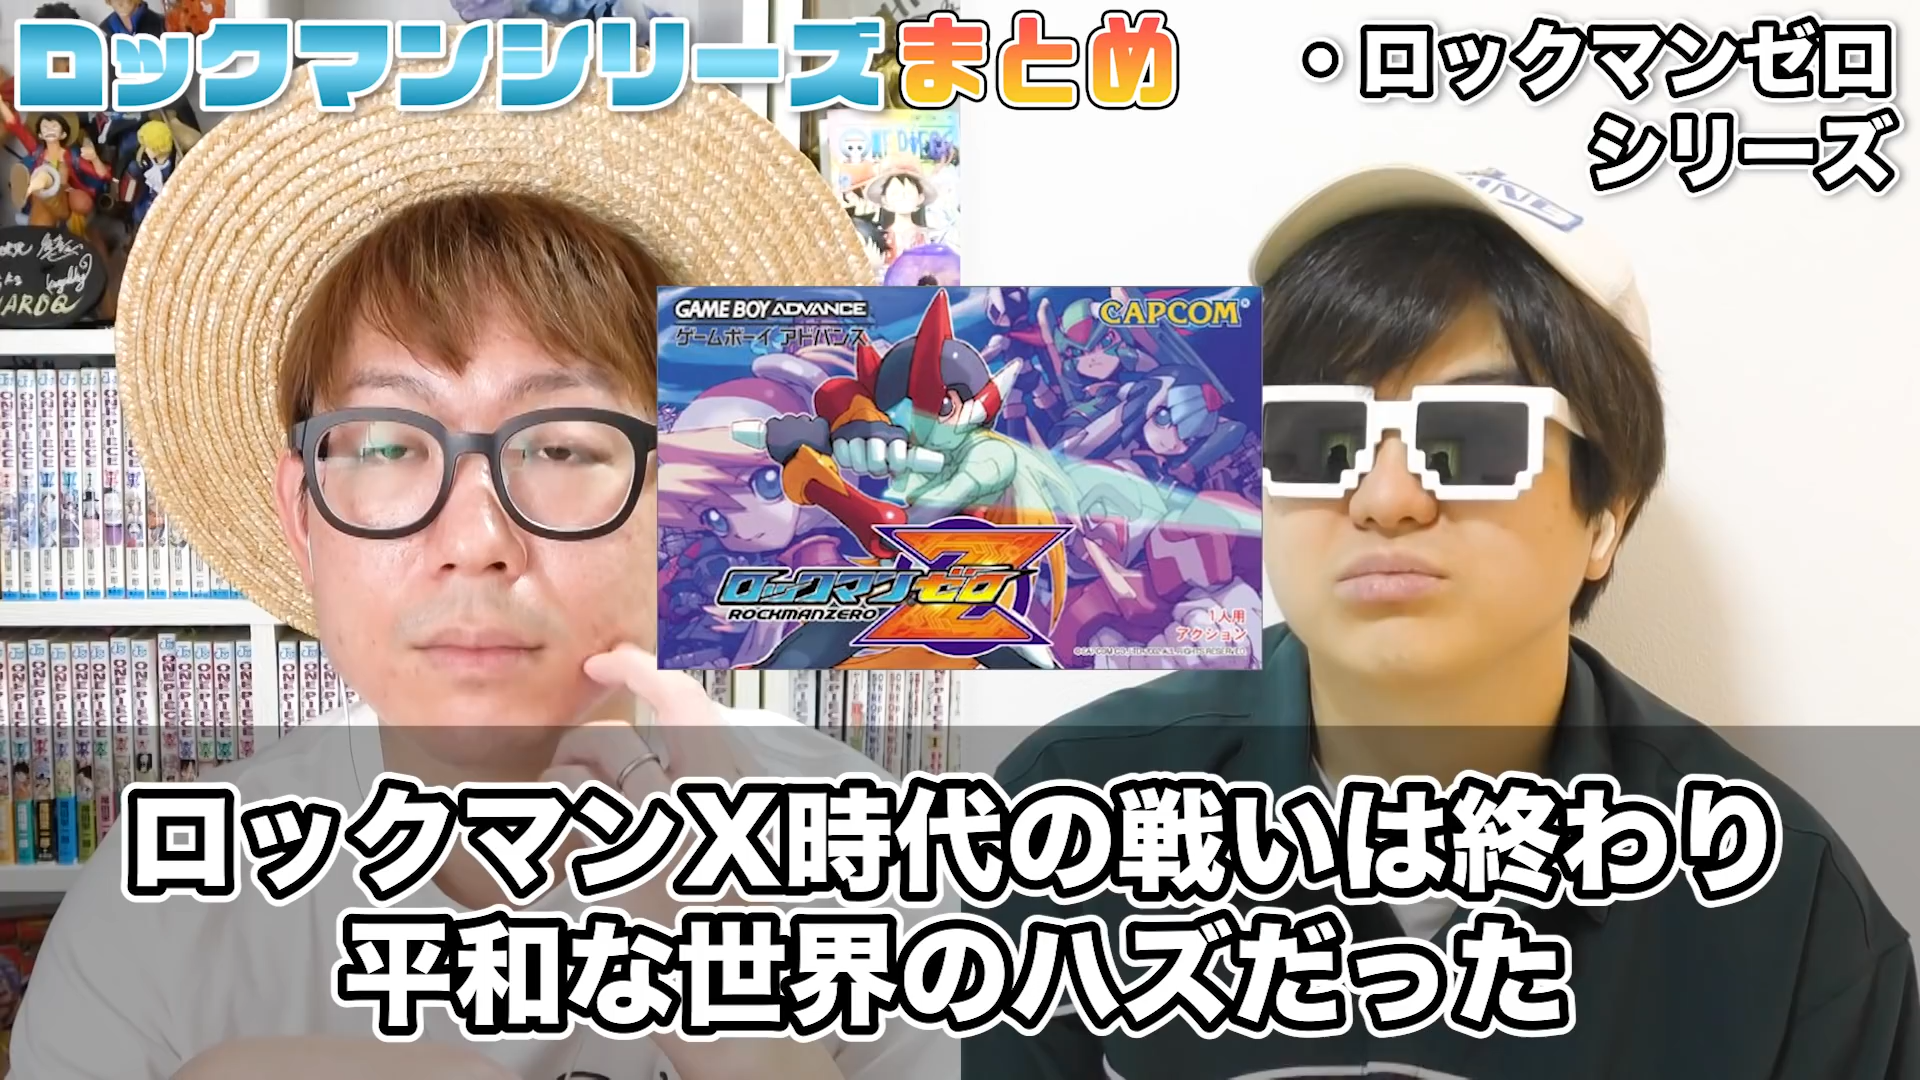 ロックマンシリーズまとめ
・ロックマンゼロ
シリーズ
GAME BOY ADVANCE
ゲームボーイ アドバンス
CAPCOM
ロックマンゼロ
ROCKMANZERO
1人用
アクション
ONE PIECE
ロックマンX時代の戦いは終わり
平和な世界のハズだった